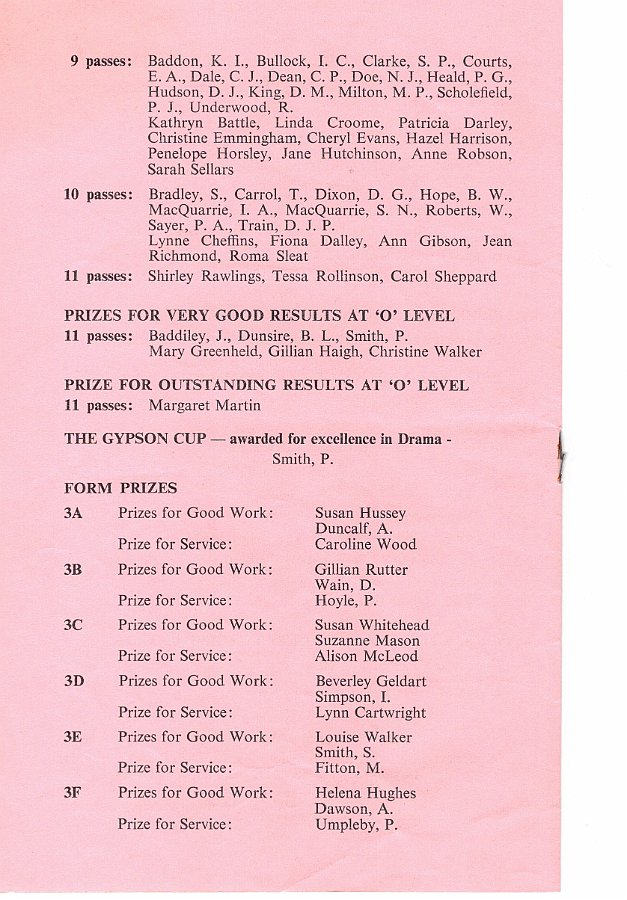 9 passes: Baddon, K. I., Bullock, I. C., Clarke, S. P., Courts,
E. A., Dale, C. J., Dean, C. P., Doe, N. J., Heald, P. G.,
Hudson, D. J., King, D. M., Milton, M. P., Scholefield,
P. J., Underwood, R.
Kathryn Battle, Linda Croome, Patricia Darley,
Christine Emmingham, Cheryl Evans, Hazel Harrison,
Penelope Horsley, Jane Hutchinson, Anne Robson,
Sarah Sellars
10 passes: Bradley, S., Carrol, T., Dixon, D. G., Hope, B. W.,
MacQuarrie, I. A., MacQuarrie, S. N., Roberts, W.,
Sayer, P. A., Train, D. J. P.
Lynne Cheffins, Fiona Dalley, Ann Gibson, Jean
Richmond, Roma Sleat
11 passes: Shirley Rawlings, Tessa Rollinson, Carol Sheppard
PRIZES FOR VERY GOOD RESULTS AT ‘O’ LEVEL
11 passes: Baddiley, J., Dunsire, B. L., Smith, P.
Mary Greenheld, Gillian Haigh, Christine Walker
PRIZE FOR OUTSTANDING RESULTS AT ‘O’ LEVEL
11 passes: Margaret Martin
THE GYPSON CUP — awarded for excellence in Drama -
Smith, P.
FORM PRIZES
3A Prizes for Good Work: Susan Hussey
Duncalf, A.
Prize for Service: Caroline Wood
3B Prizes for Good Work: Gillian Rutter
Wain, D.
Prize for Service: Hoyle, P.
3C Prizes for Good Work: Susan Whitehead
Suzanne Mason
Prize for Service: Alison McLeod
3D Prizes for Good Work: Beverley Geldart
Simpson, I.
Prize for Service: Lynn Cartwright
3E Prizes for Good Work: Louise Walker
Smith, S.
Prize for Service: Fitton, M.
3F Prizes for Good Work: Helena Hughes
Dawson, A.
Prize for Service: Umpleby, P.